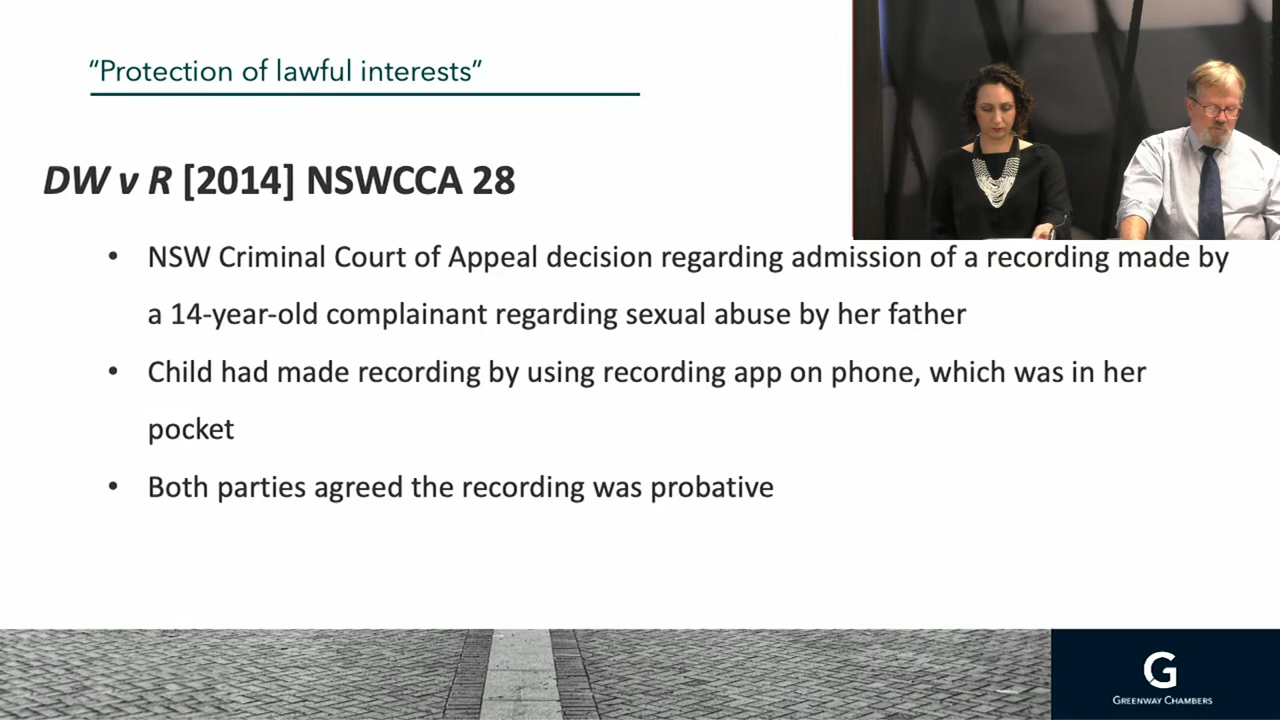 “Protection of lawful interests”
DW v R [2014] NSWCCA 28
• NSW Criminal Court of Appeal decision regarding admission of a recording made by
a 14-year-old complainant regarding sexual abuse by her father
• Child had made recording by using recording app on phone, which was in her
pocket
• Both parties agreed the recording was probative
G
GREENWAY CHAMBERS